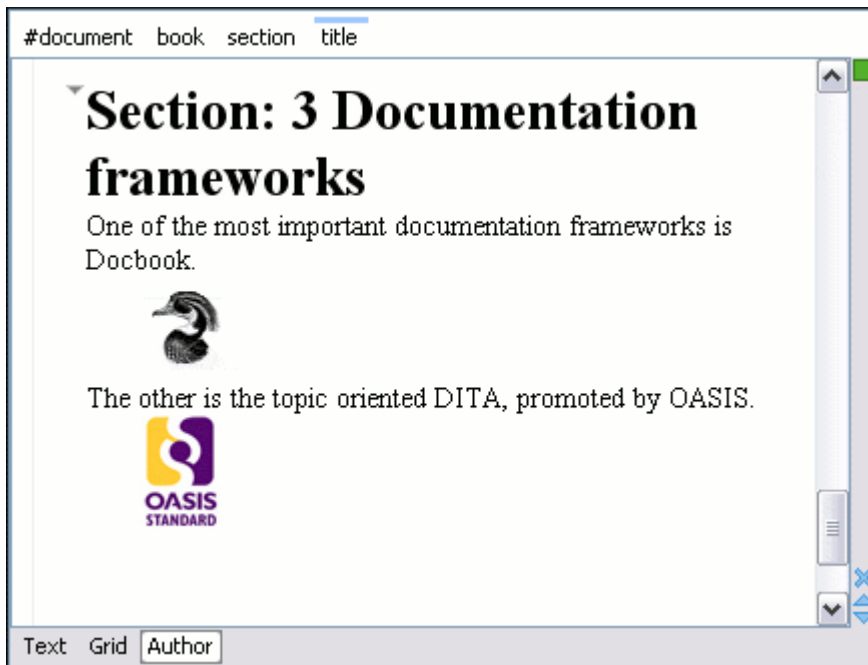 #document book section title
Section: 3 Documentation
frameworks
One of the most important documentation frameworks is
Docbook.
The other is the topic oriented DITA, promoted by OASIS.
OASIS
STANDARD
Text Grid Author